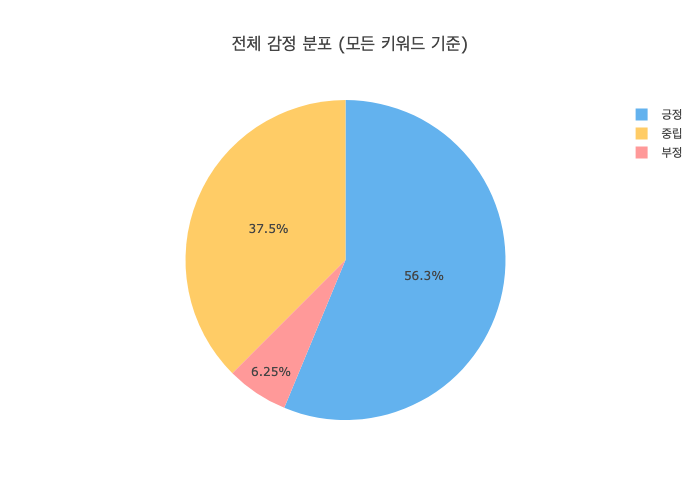 전체 감정 분포 (모든 키워드 기준)
긍정
중립
부정
37.5%
56.3%
6.25%